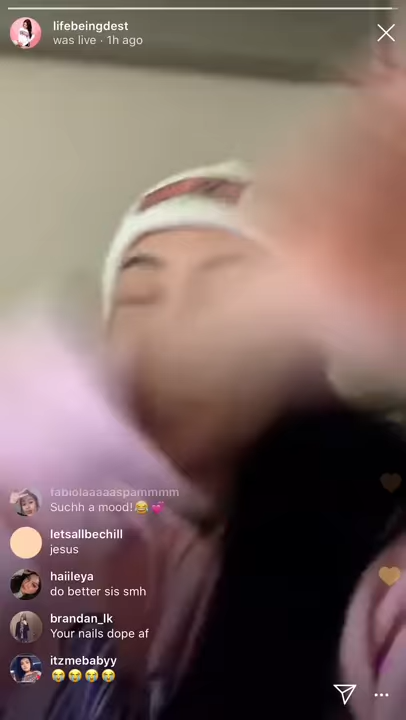 lifebeingdest
was live · 1h ago
fabiolaaaaaspammmm
Suchh a mood!😂💞
letsallbechill
jesus
haiileya
do better sis smh
brandan_lk
Your nails dope af
itzmebabyy
😭😭😭😭